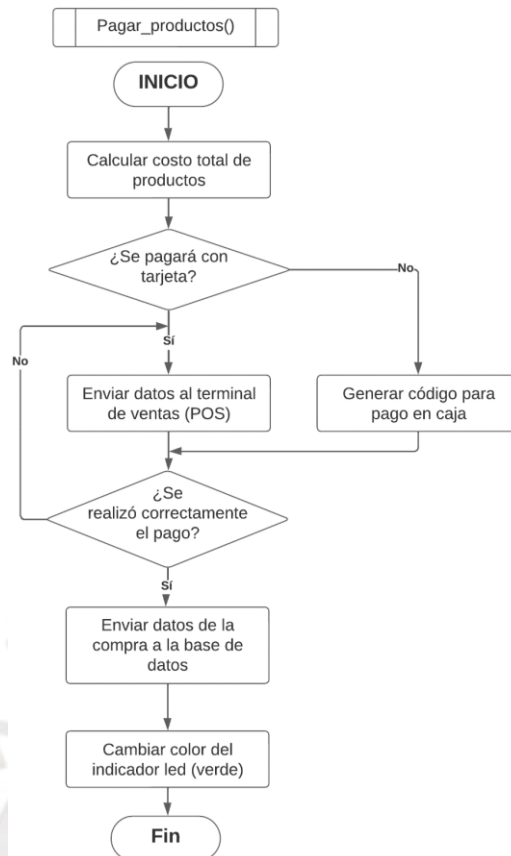 Pagar_productos()
INICIO
Calcular costo total de
productos
¿Se pagará con
tarjeta?
No
Sí
No
Enviar datos al terminal
de ventas (POS)
Generar código para
pago en caja
¿Se
realizó correctamente
el pago?
Sí
Enviar datos de la
compra a la base de
datos
Cambiar color del
indicador led (verde)
Fin